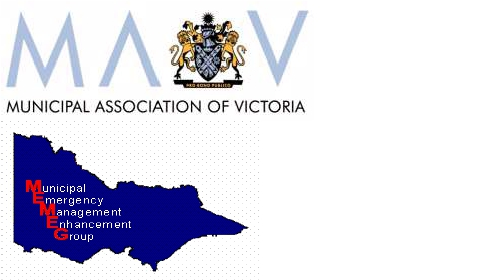 MAV
PRO BONO PUBLICO
MUNICIPAL ASSOCIATION OF VICTORIA
Municipal
Emergency
Management
Enhancement
Group